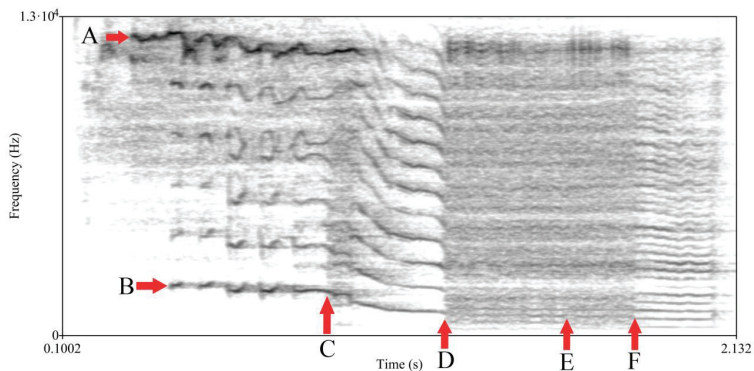 1.3·10⁴
A
Frequency (Hz)
B
0
C
D
E
F
0.1002
Time (s)
2.132